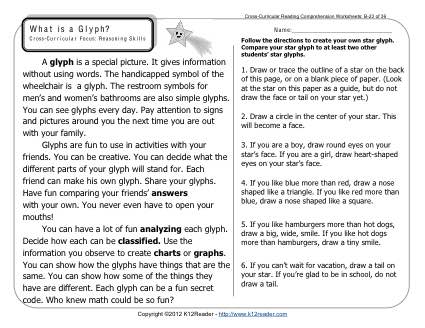 Cross-Curricular Reading Comprehension Worksheets: B-22 of 36
What is a Glyph?
Cross-Curricular Focus: Reasoning Skills
Name:
A glyph is a special picture. It gives information
without using words. The handicapped symbol of the
wheelchair is a glyph. The restroom symbols for
men's and women's bathrooms are also simple glyphs.
You can see glyphs every day. Pay attention to signs
and pictures around you the next time you are out
with your family.
Glyphs are fun to use in activities with your
friends. You can be creative. You can decide what the
different parts of your glyph will stand for. Each
friend can make his own glyph. Share your glyphs.
Have fun comparing your friends' answers
with your own. You never even have to open your
mouths!
You can have a lot of fun analyzing each glyph.
Decide how each can be classified. Use the
information you observe to create charts or graphs.
You can show how the glyphs have things that are the
same. You can show how some of the things they
have are different. Each glyph can be a fun secret
code. Who knew math could be so fun?
Follow the directions to create your own star glyph.
Compare your star glyph to at least two other
students' star glyphs.
1. Draw or trace the outline of a star on the back
of this page, or on a blank piece of paper. (Look
at the star on this page as a guide, but do not
draw the face or tail on your star yet.)
2. Draw a circle in the center of your star. This
will become a face.
3. If you are a boy, draw round eyes on your
star's face. If you are a girl, draw heart-shaped
eyes on your star's face.
4. If you like blue more than red, draw a nose
shaped like a triangle. If you like red more than
blue, draw a nose shaped like a square.
5. If you like hamburgers more than hot dogs,
draw a big, wide, smile. If you like hot dogs
more than hamburgers, draw a tiny smile.
6. If you can't wait for vacation, draw a tail on
your star. If you're glad to be in school, do not
draw a tail.
Copyright ©2012 K12Reader - http://www.k12reader.com